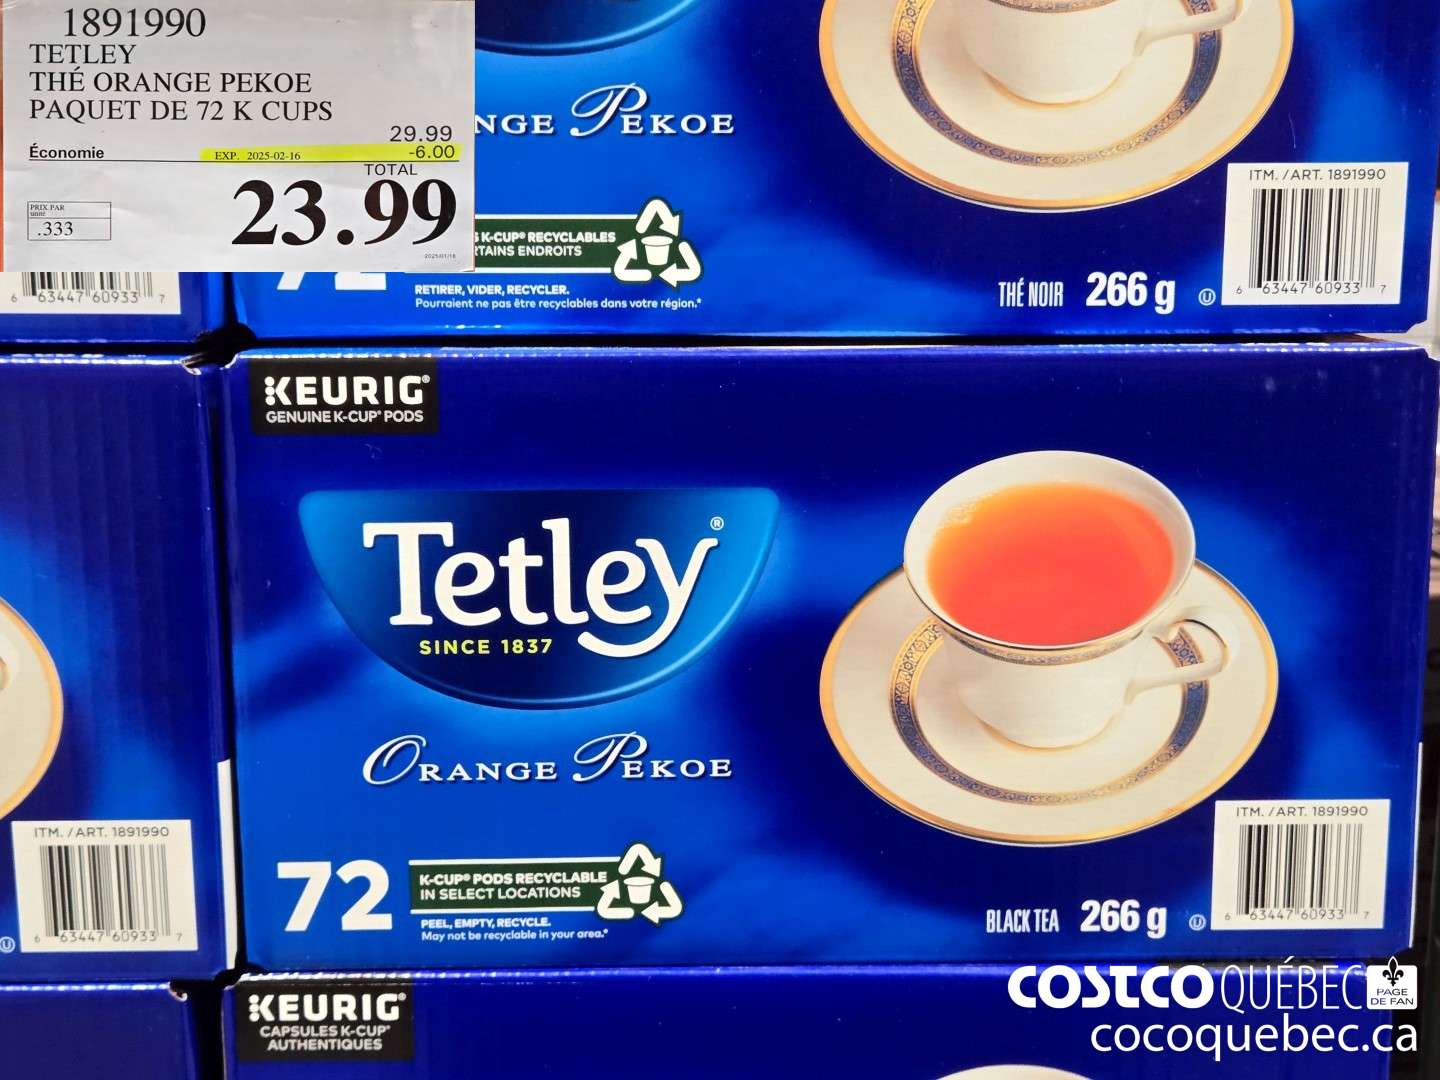 1891990
TETLEY
THÉ ORANGE PEKOE
PAQUET DE 72 K CUPS
29.99
Économie EXP. 2025-02-16 -6.00
TOTAL
PRIX PAR
unité
.333
23.99
2025/01/18
NGE PEKOE
ITM. /ART. 1891990
S K-CUP® RECYCLABLES
RTAINS ENDROITS
72
RETIRER, VIDER, RECYCLER.
Pourraient ne pas être recyclables dans votre région.*
THÉ NOIR 266 g U
6 63447 60933 7
6 63447 60933 7
KEURIG®
GENUINE K-CUP® PODS
Tetley®
SINCE 1837
ORANGE PEKOE
ITM. /ART. 1891990
6 63447 60933 7
U
72
K-CUP® PODS RECYCLABLE
IN SELECT LOCATIONS
PEEL, EMPTY, RECYCLE.
May not be recyclable in your area.*
BLACK TEA 266 g U
ITM. /ART. 1891990
6 63447 60933 7
KEURIG®
CAPSULES K-CUP®
AUTHENTIQUES
COSTCO QUÉBEC PAGE
DE FAN
cocoquebec.ca